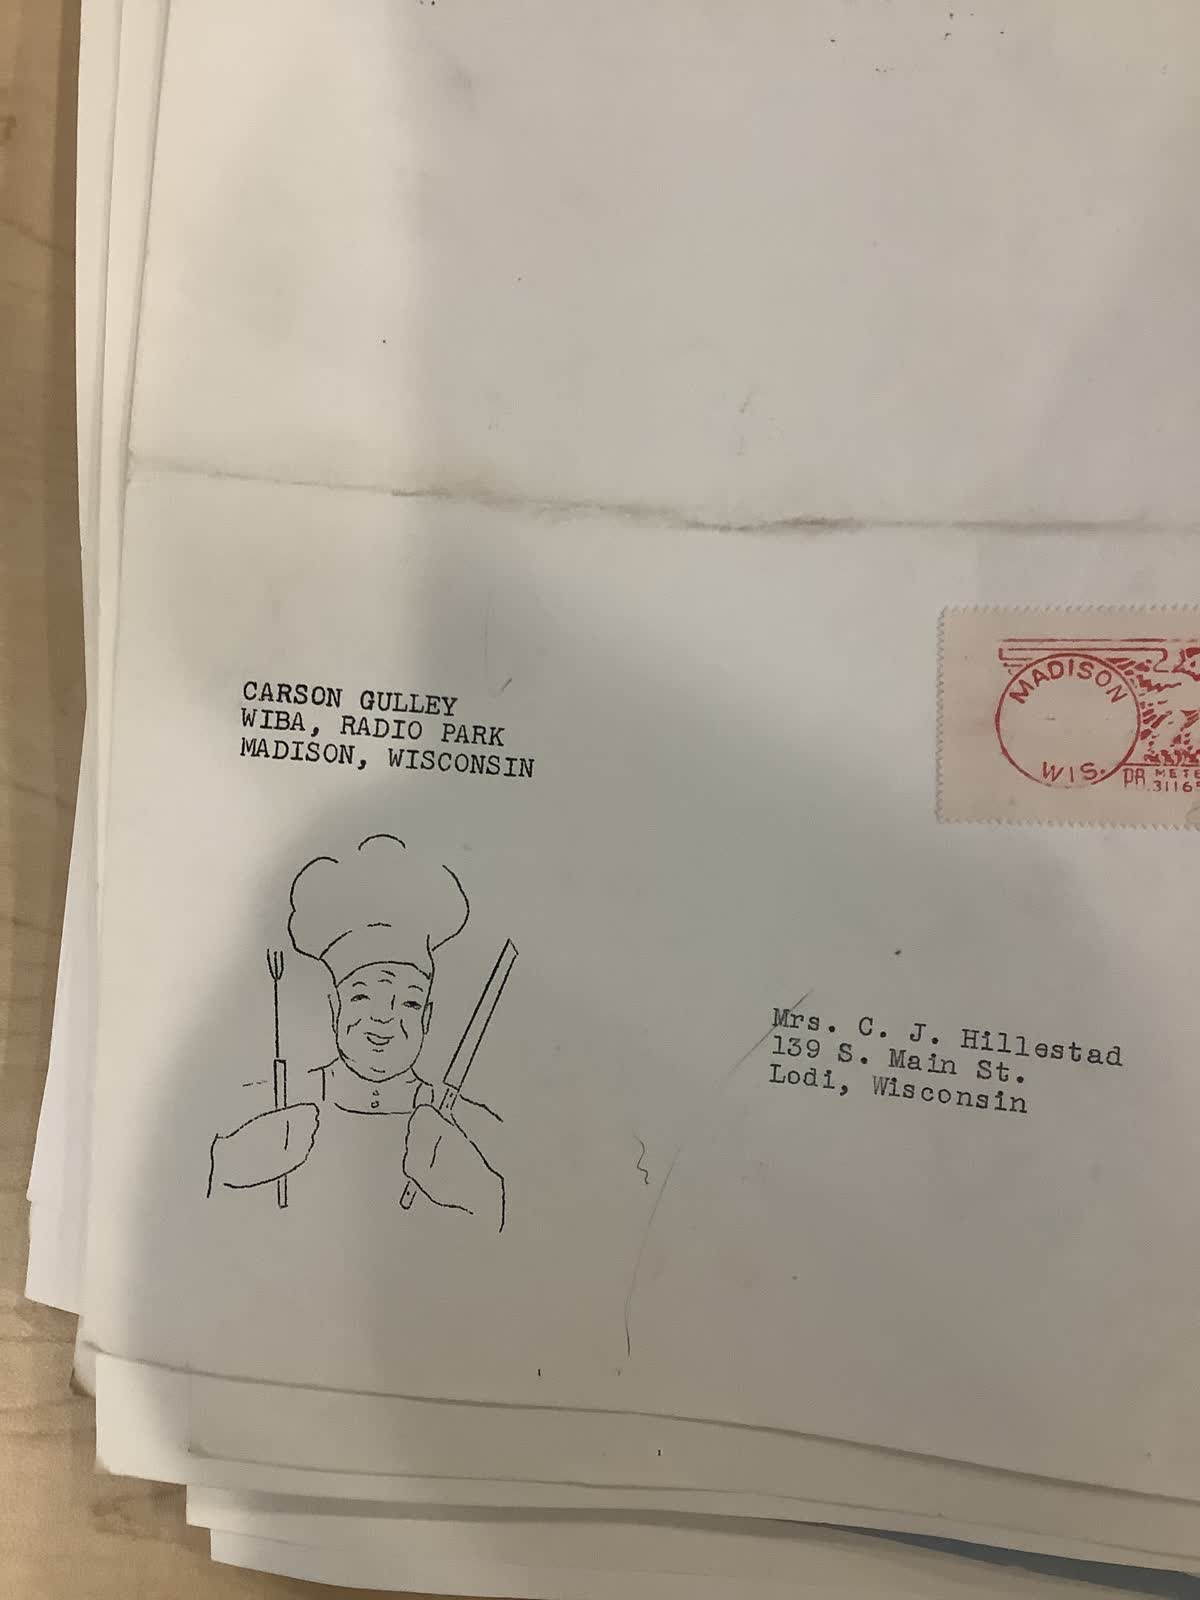 CARSON GULLEY
WIBA, RADIO PARK
MADISON, WISCONSIN
MADISON
WIS.
Mrs. C. J. Hillestad
139 S. Main St.
Lodi, Wisconsin